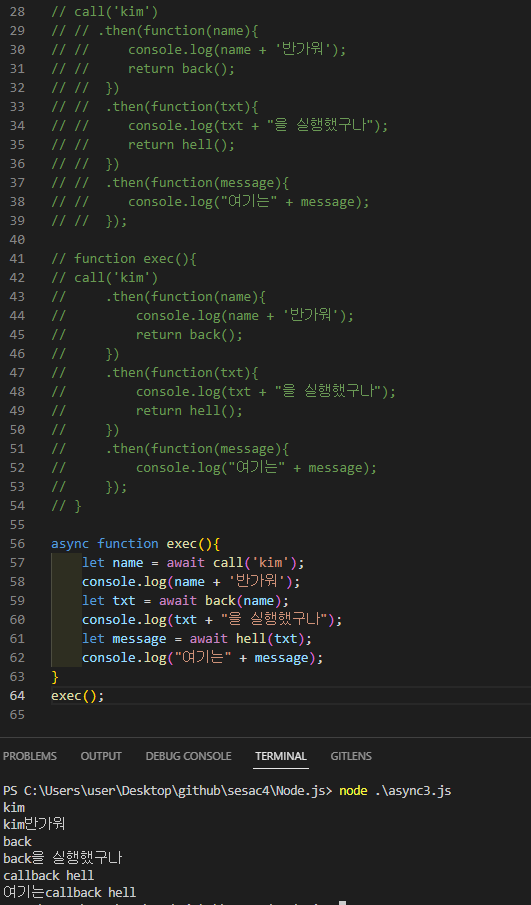 28 // call('kim')
29 // // .then(function(name){
30 // //     console.log(name + '반가워');
31 // //     return back();
32 // //  })
33 // //  .then(function(txt){
34 // //     console.log(txt + "을 실행했구나");
35 // //     return hell();
36 // //  })
37 // //  .then(function(message){
38 // //     console.log("여기는" + message);
39 // //  });
40
41 // function exec(){
42 // call('kim')
43 //     .then(function(name){
44 //         console.log(name + '반가워');
45 //         return back();
46 //     })
47 //     .then(function(txt){
48 //         console.log(txt + "을 실행했구나");
49 //         return hell();
50 //     })
51 //     .then(function(message){
52 //         console.log("여기는" + message);
53 //     });
54 // }
55
56 async function exec(){
57     let name = await call('kim');
58     console.log(name + '반가워');
59     let txt = await back(name);
60     console.log(txt + "을 실행했구나");
61     let message = await hell(txt);
62     console.log("여기는" + message);
63 }
64 exec();
65
PROBLEMS OUTPUT DEBUG CONSOLE TERMINAL GITLENS
PS C:\Users\user\Desktop\github\sesac4\Node.js> node .\async3.js
kim
kim반가워
back
back을 실행했구나
callback hell
여기는callback hell